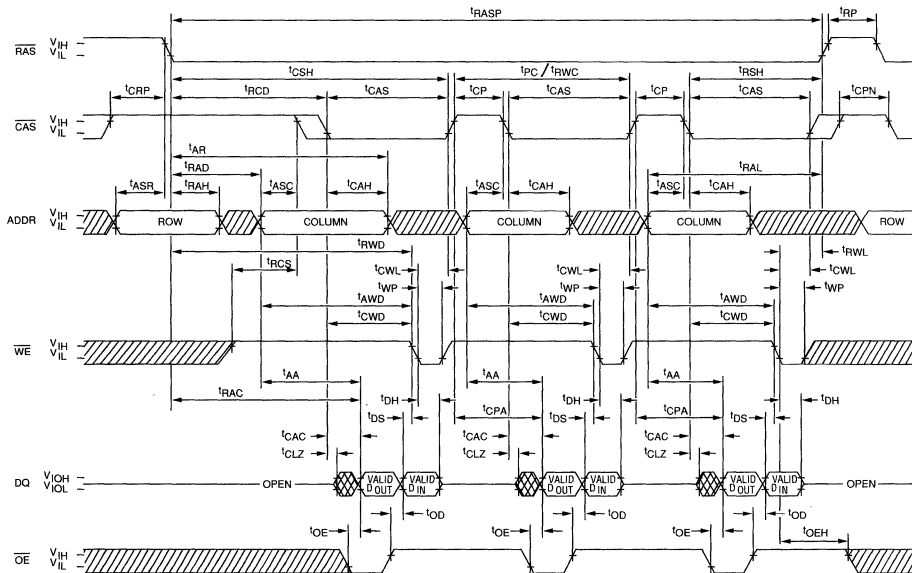 tRASP
tRP
RAS VIH
VIL
tCSH
tPC / tRWC
tRSH
tCRP
tRCD
tCAS
tCP
tCAS
tCP
tCAS
tCPN
CAS VIH
VIL
tAR
tRAD
tRAL
tASR
tRAH
tASC
tCAH
tASC
tCAH
tASC
tCAH
ADDR VIH
VIL
ROW
COLUMN
COLUMN
COLUMN
ROW
tRWD
tRWL
tRCS
tCWL
tCWL
tCWL
tWP
tWP
tWP
tAWD
tAWD
tAWD
tCWD
tCWD
tCWD
WE VIH
VIL
tAA
tAA
tAA
tRAC
tDH
tDH
tDH
tDS
tCPA
tDS
tCPA
tDS
tCAC
tCAC
tCAC
tCLZ
tCLZ
tCLZ
DQ VIOH
VIOL
OPEN
VALID DOUT
VALID DIN
VALID DOUT
VALID DIN
VALID DOUT
VALID DIN
OPEN
tOE
tOD
tOE
tOD
tOE
tOD
tOEH
OE VIH
VIL